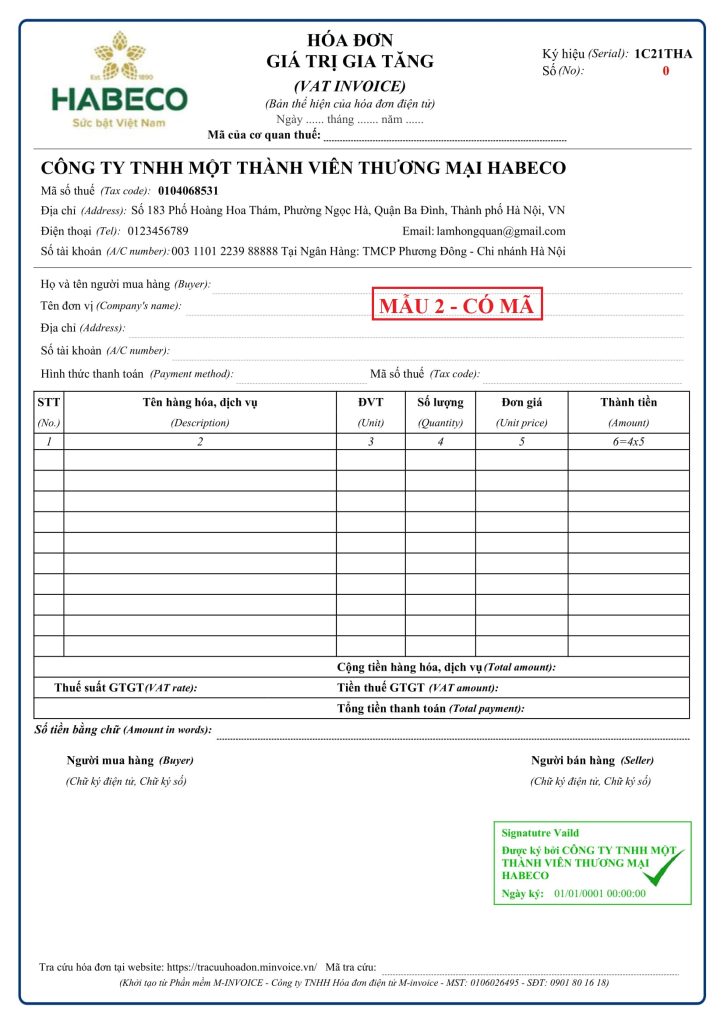 HÓA ĐƠN
GIÁ TRỊ GIA TĂNG
(VAT INVOICE)
(Bản thể hiện của hóa đơn điện tử)
Ngày ...... tháng ....... năm ......
Mã của cơ quan thuế:
Ký hiệu (Serial): 1C21THA
Số (No): 0
Est. 1890
HABECO
Sức bật Việt Nam
CÔNG TY TNHH MỘT THÀNH VIÊN THƯƠNG MẠI HABECO
Mã số thuế (Tax code): 0104068531
Địa chỉ (Address): Số 183 Phố Hoàng Hoa Thám, Phường Ngọc Hà, Quận Ba Đình, Thành phố Hà Nội, VN
Điện thoại (Tel): 0123456789 Email: lamhongquan@gmail.com
Số tài khoản (A/C number): 003 1101 2239 88888 Tại Ngân Hàng: TMCP Phương Đông - Chi nhánh Hà Nội
Họ và tên người mua hàng (Buyer):
Tên đơn vị (Company's name):
MẪU 2 - CÓ MÃ
Địa chỉ (Address):
Số tài khoản (A/C number):
Hình thức thanh toán (Payment method): Mã số thuế (Tax code):
STT Tên hàng hóa, dịch vụ ĐVT Số lượng Đơn giá Thành tiền
(No.) (Description) (Unit) (Quantity) (Unit price) (Amount)
1 2 3 4 5 6=4x5
Cộng tiền hàng hóa, dịch vụ (Total amount):
Thuế suất GTGT (VAT rate): Tiền thuế GTGT (VAT amount):
Tổng tiền thanh toán (Total payment):
Số tiền bằng chữ (Amount in words):
Người mua hàng (Buyer) Người bán hàng (Seller)
(Chữ ký điện tử, Chữ ký số) (Chữ ký điện tử, Chữ ký số)
Signatutre Vaild
Được ký bởi CÔNG TY TNHH MỘT
THÀNH VIÊN THƯƠNG MẠI
HABECO
Ngày ký: 01/01/0001 00:00:00
Tra cứu hóa đơn tại website: https://tracuuhoadon.minvoice.vn/ Mã tra cứu:
(Khởi tạo từ Phần mềm M-INVOICE - Công ty TNHH Hóa đơn điện tử M-invoice - MST: 0106026495 - SĐT: 0901 80 16 18)